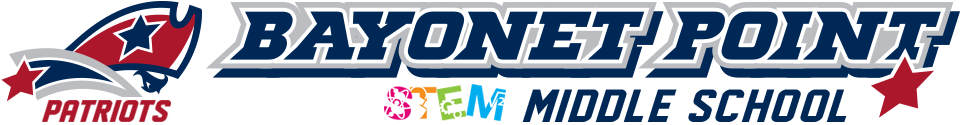 BAYONET POINT
PATRIOTS
STEM MIDDLE SCHOOL